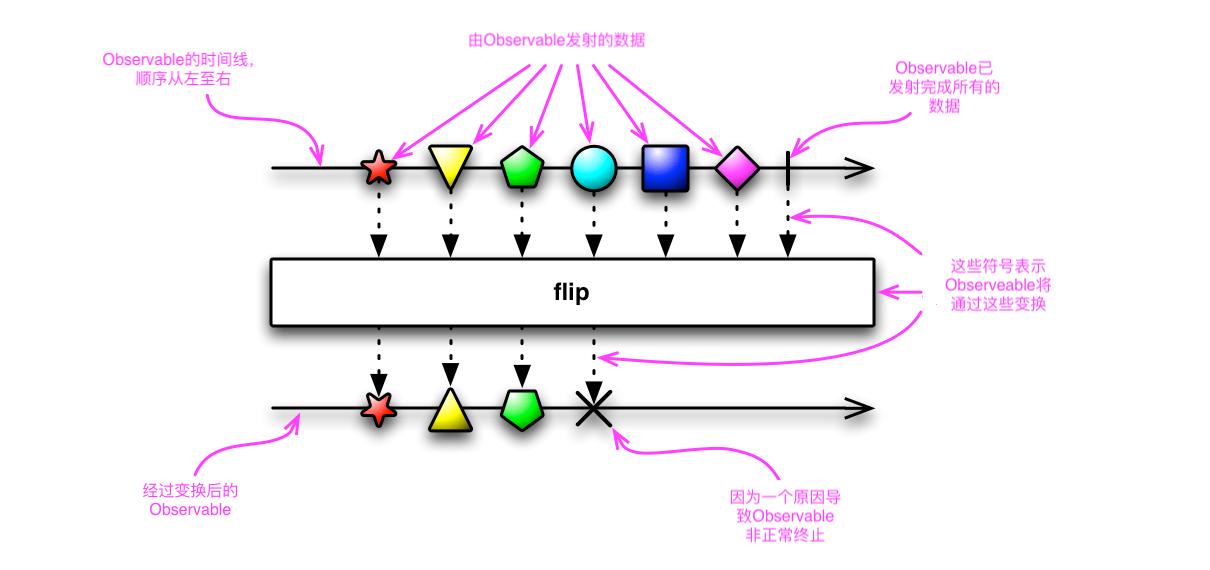 由Observable发射的数据
Observable的时间线，
顺序从左至右
Observable已
发射完成所有的
数据
这些符号表示
Observeable将
通过这些变换
flip
经过变换后的
Observable
因为一个原因导
致Observable
非正常终止